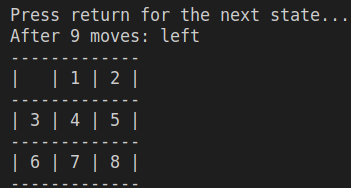 Press return for the next state...
After 9 moves: left
-------------
|   | 1 | 2 |
-------------
| 3 | 4 | 5 |
-------------
| 6 | 7 | 8 |
-------------